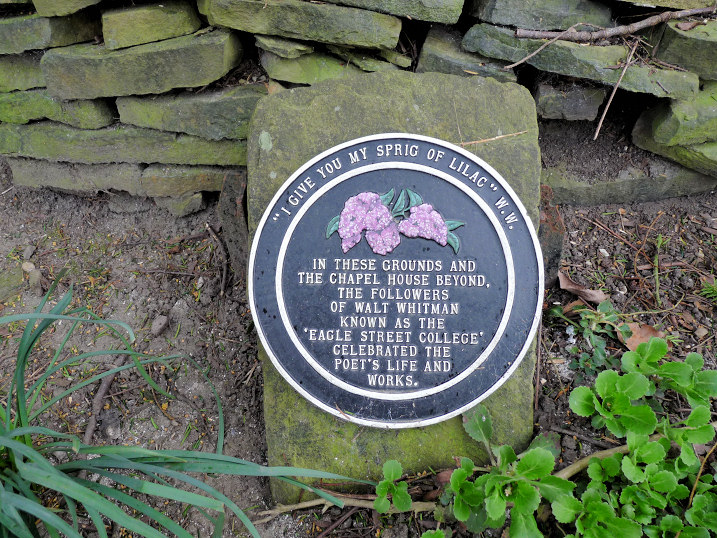 "I GIVE YOU MY SPRIG OF LILAC" W.W.
IN THESE GROUNDS AND
THE CHAPEL HOUSE BEYOND,
THE FOLLOWERS
OF WALT WHITMAN
KNOWN AS THE
'EAGLE STREET COLLEGE'
CELEBRATED THE
POET'S LIFE AND
WORKS.